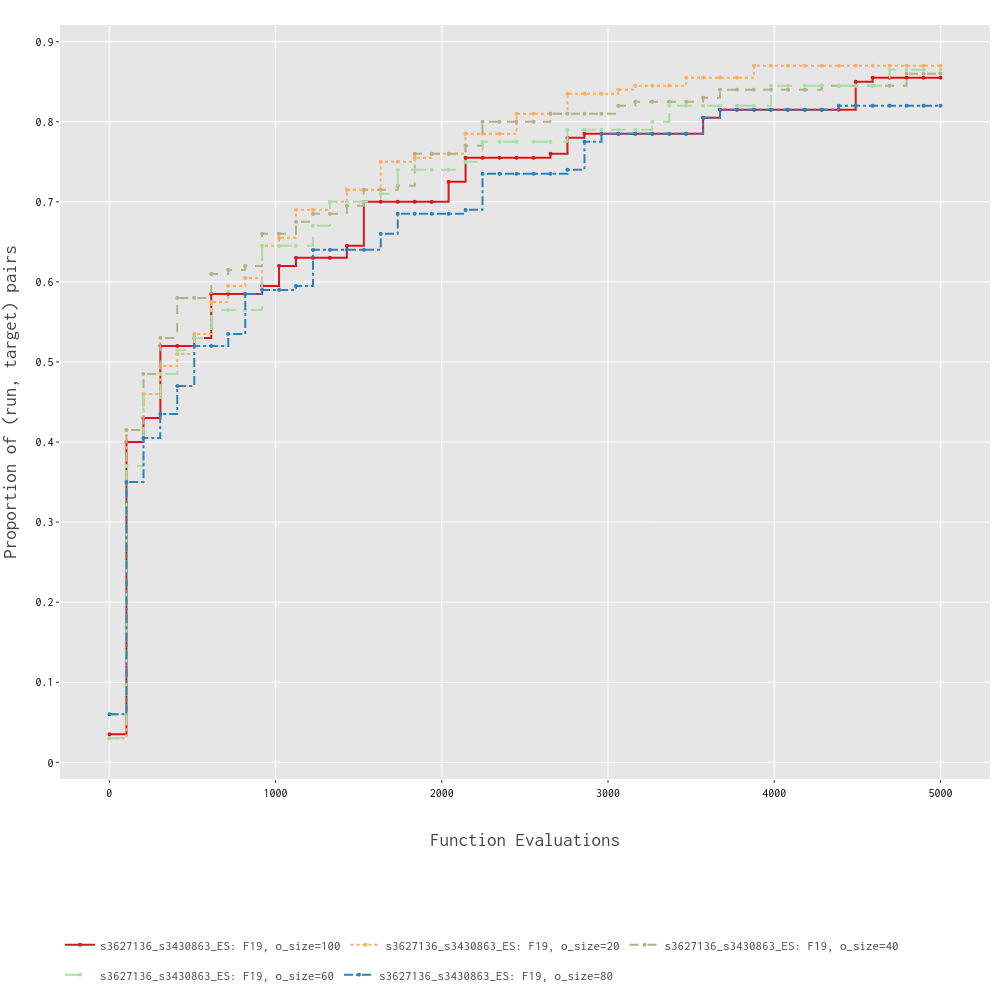 0.9
0.8
0.7
0.6
0.5
0.4
0.3
0.2
0.1
0
Proportion of (run, target) pairs
0 1000 2000 3000 4000 5000
Function Evaluations
s3627136_s3430863_ES: F19, o_size=100 s3627136_s3430863_ES: F19, o_size=20 s3627136_s3430863_ES: F19, o_size=40
s3627136_s3430863_ES: F19, o_size=60 s3627136_s3430863_ES: F19, o_size=80